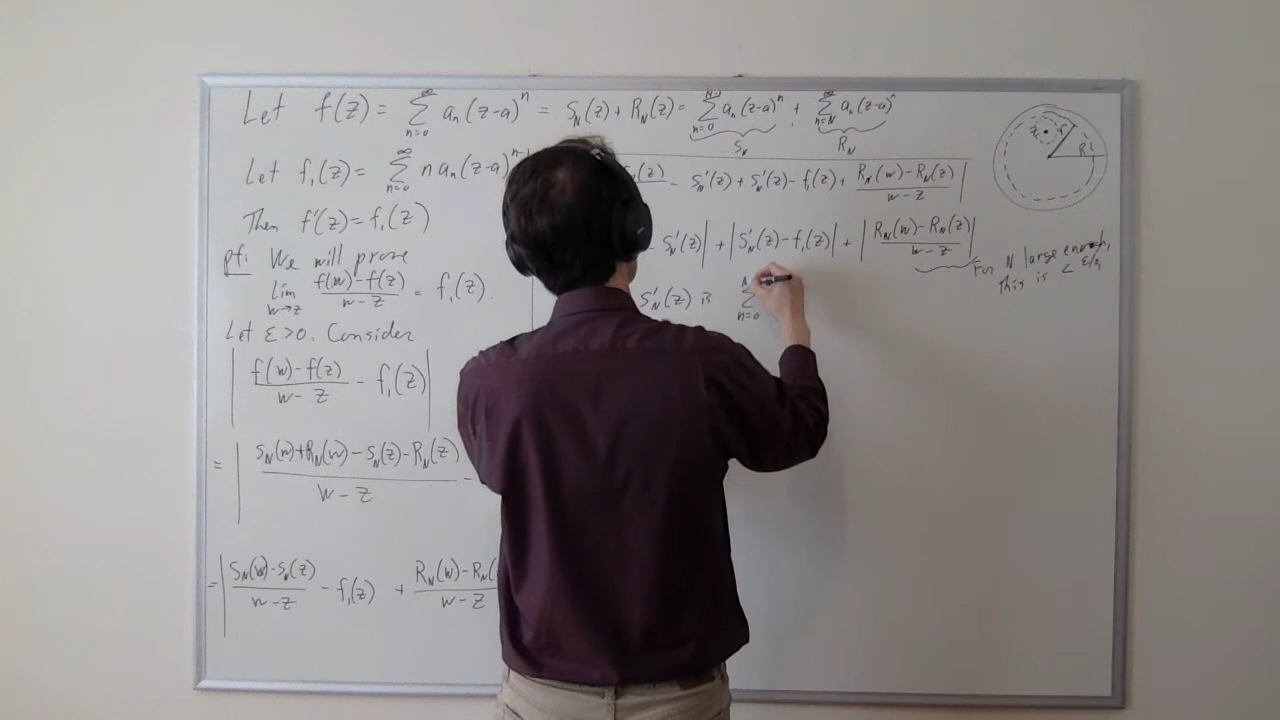 Let f(z) = ∑_{n=0}^{∞} a_n (z-a)^n = S_N(z) + R_N(z) = ∑_{n=0}^{N-1} a_n (z-a)^n + ∑_{n=N}^{∞} a_n (z-a)^n
S_N R_N
R
Let f_1(z) = ∑_{n=0}^{∞} n a_n (z-a)^{n-1}
Then f'(z) = f_1(z)
pf: We will prove
Lim_{w→z} (f(w) - f(z))/(w - z) = f_1(z).
Let ε > 0. Consider
| (f(w) - f(z))/(w - z) - f_1(z) |
= | (S_N(w) + R_N(w) - S_N(z) - R_N(z))/(w - z) -
= | (S_N(w) - S_N(z))/(w - z) - f_1(z) + (R_N(w) - R_N(z))/(w - z)
(z) - S_N'(z) + S_N'(z) - f_1(z) + (R_N(w) - R_N(z))/(w - z) |
- S_N'(z) | + | S_N'(z) - f_1(z) | + | (R_N(w) - R_N(z))/(w - z) |
For N large enough,
this is < ε/3
S_N'(z) is ∑_{n=0}